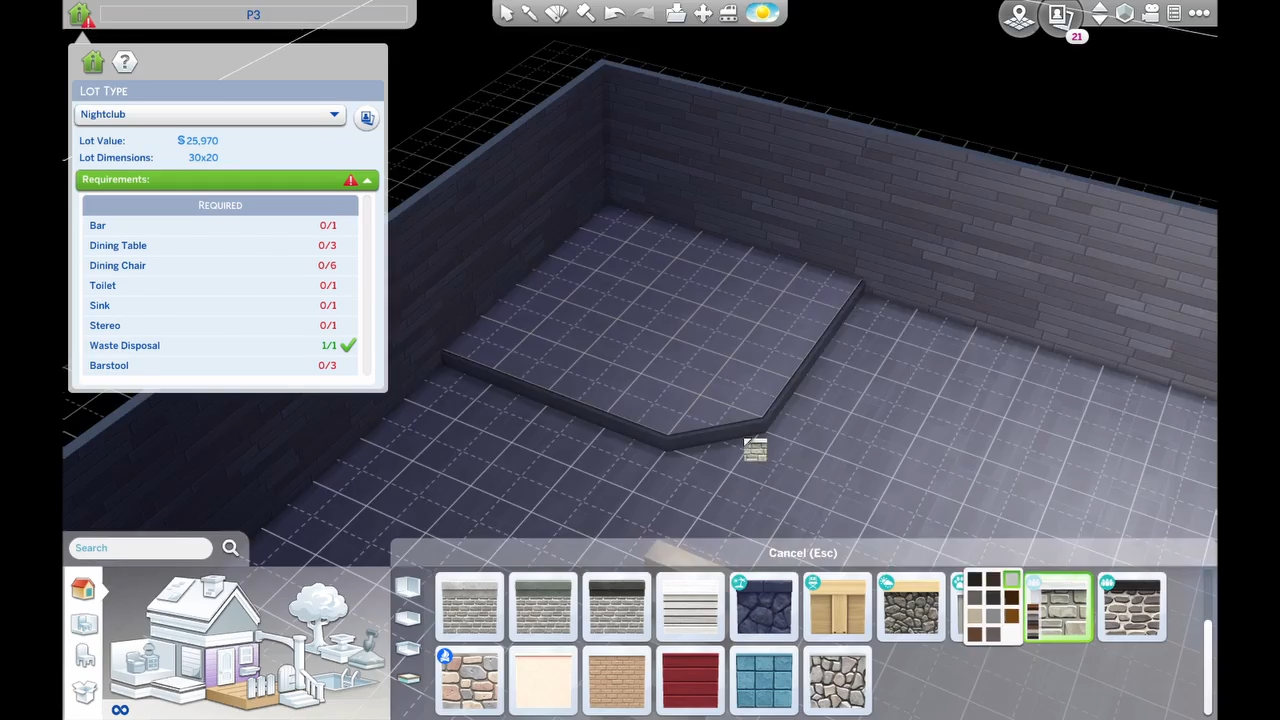 P3
21
LOT TYPE
Nightclub
Lot Value: §25,970
Lot Dimensions: 30x20
Requirements:
REQUIRED
Bar 0/1
Dining Table 0/3
Dining Chair 0/6
Toilet 0/1
Sink 0/1
Stereo 0/1
Waste Disposal 1/1
Barstool 0/3
Search
Cancel (Esc)